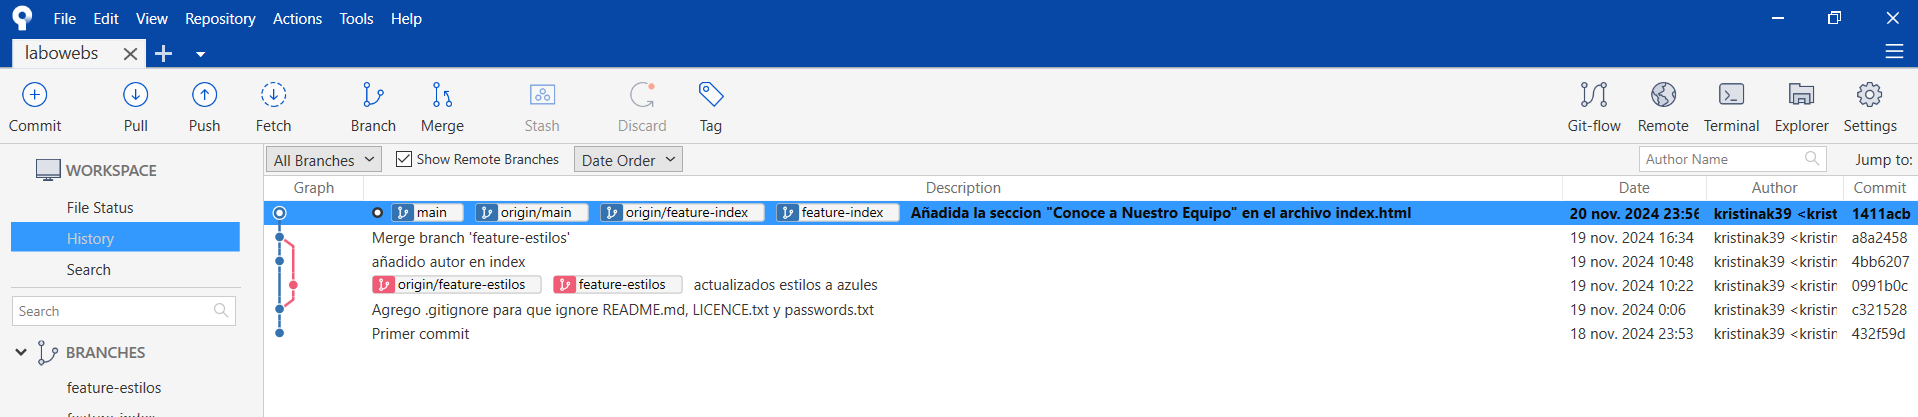 File Edit View Repository Actions Tools Help
labowebs
Commit Pull Push Fetch Branch Merge Stash Discard Tag Git-flow Remote Terminal Explorer Settings
WORKSPACE
File Status
History
Search
Search
BRANCHES
feature-estilos
feature-index
All Branches Show Remote Branches Date Order Author Name Jump to:
Graph Description Date Author Commit
main origin/main origin/feature-index feature-index Añadida la seccion "Conoce a Nuestro Equipo" en el archivo index.html 20 nov. 2024 23:56 kristinak39 <krist 1411acb
Merge branch 'feature-estilos' 19 nov. 2024 16:34 kristinak39 <kristin a8a2458
añadido autor en index 19 nov. 2024 10:48 kristinak39 <kristin 4bb6207
origin/feature-estilos feature-estilos actualizados estilos a azules 19 nov. 2024 10:22 kristinak39 <kristin 0991b0c
Agrego .gitignore para que ignore README.md, LICENCE.txt y passwords.txt 19 nov. 2024 0:06 kristinak39 <kristin c321528
Primer commit 18 nov. 2024 23:53 kristinak39 <kristin 432f59d